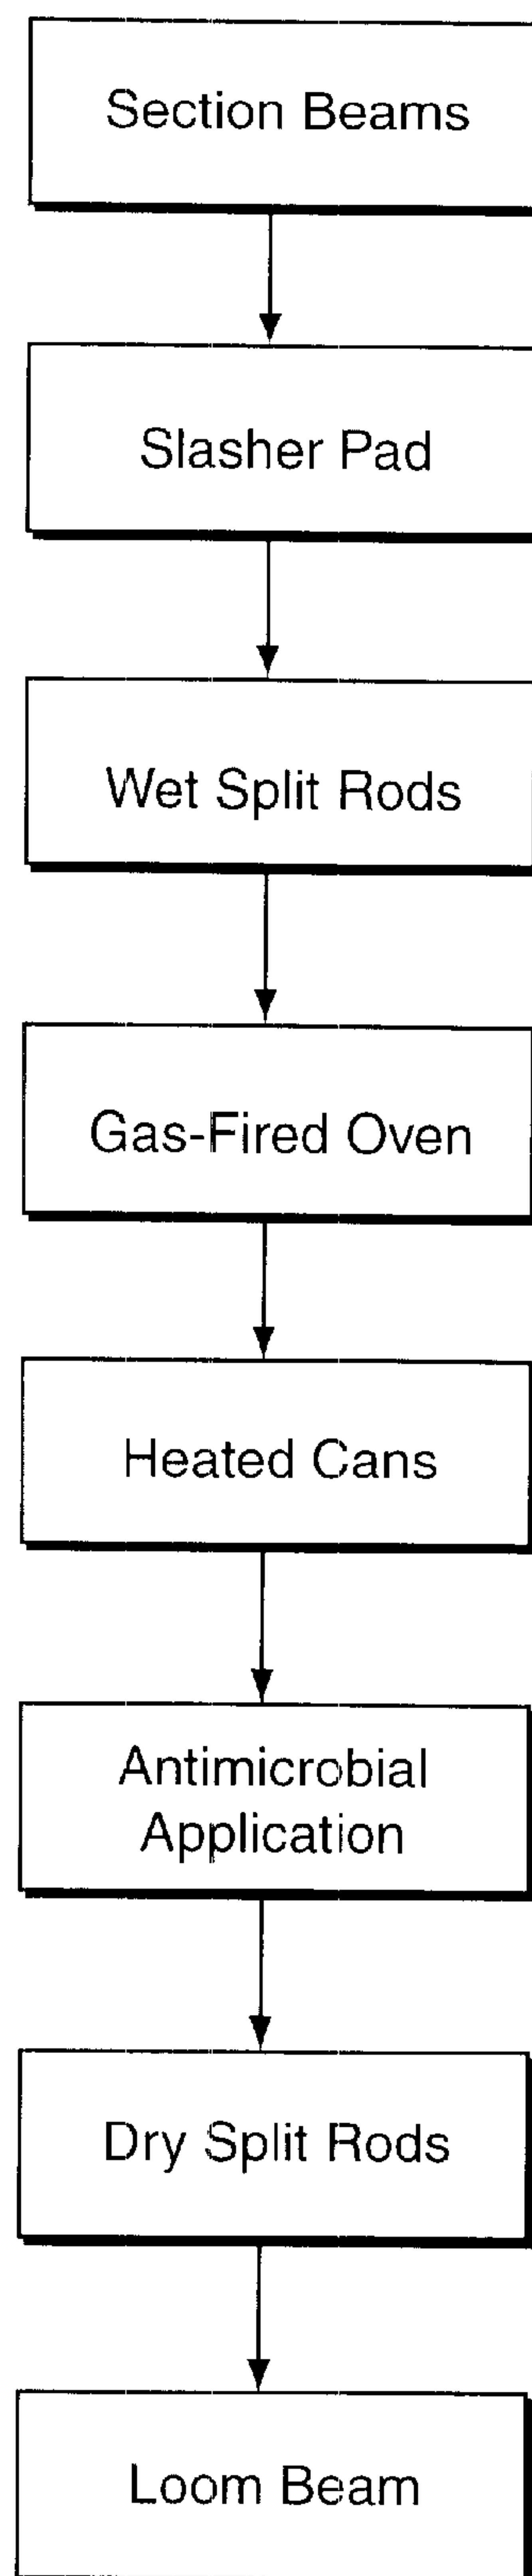 Section Beams
Slasher Pad
Wet Split Rods
Gas-Fired Oven
Heated Cans
Antimicrobial
Application
Dry Split Rods
Loom Beam